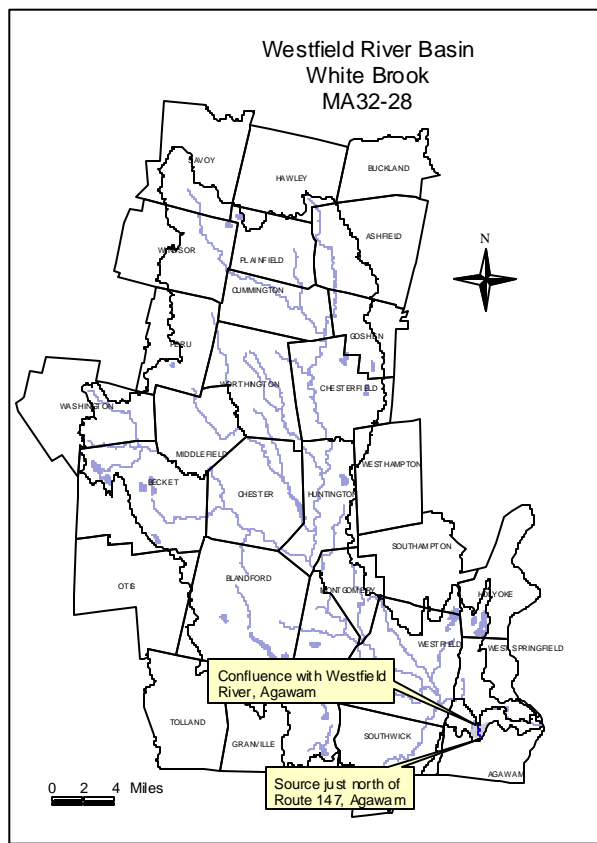 Westfield River Basin
White Brook
MA32-28
SAVOY
HAWLEY
BUCKLAND
ASHFIELD
N
WINDSOR
PLAINFIELD
CUMMINGTON
GOSHEN
PERU
WORTHNGTON
CHESTERFIELD
WASHINGTON
MIDDLEFIELD
WESTHAMPTON
BECKET
CHESTER
HUNTINGTON
SOUTHAMPTON
OTIS
BLANDFORD
MONTGOMERY
HOLYOKE
WESTFIELD
WEST SPRINGFIELD
Confluence with Westfield
River, Agawam
TOLLAND
GRANVILLE
SOUTHWICK
AGAWAM
Source just north of
Route 147, Agawam
0 2 4 Miles